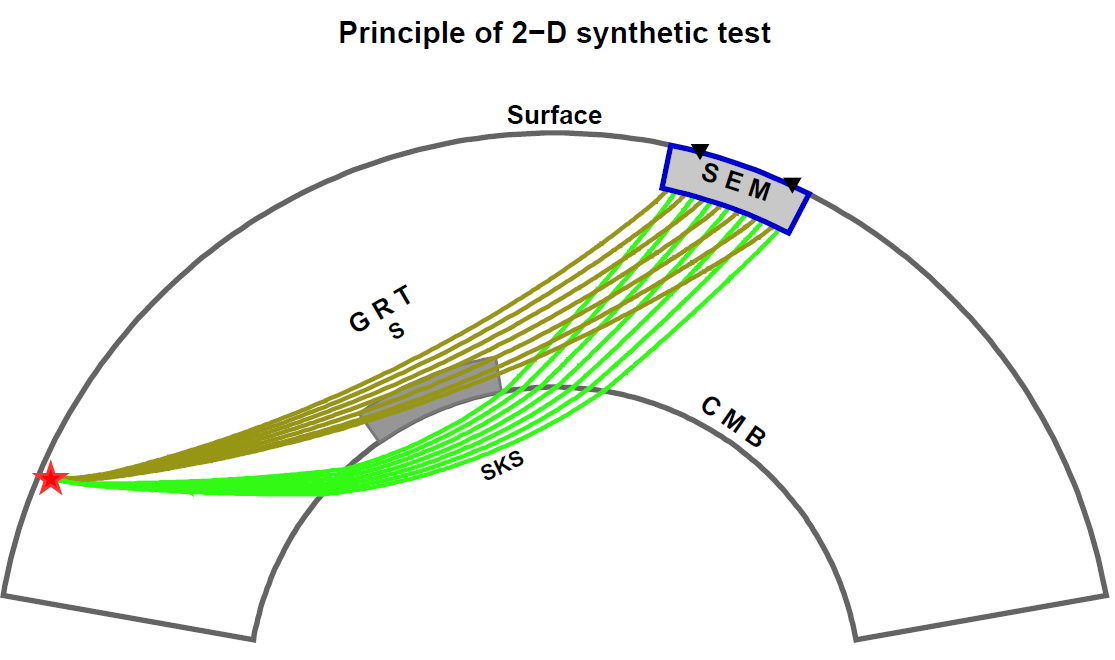 Principle of 2−D synthetic test
Surface
S E M
G R T
S
C M B
SKS